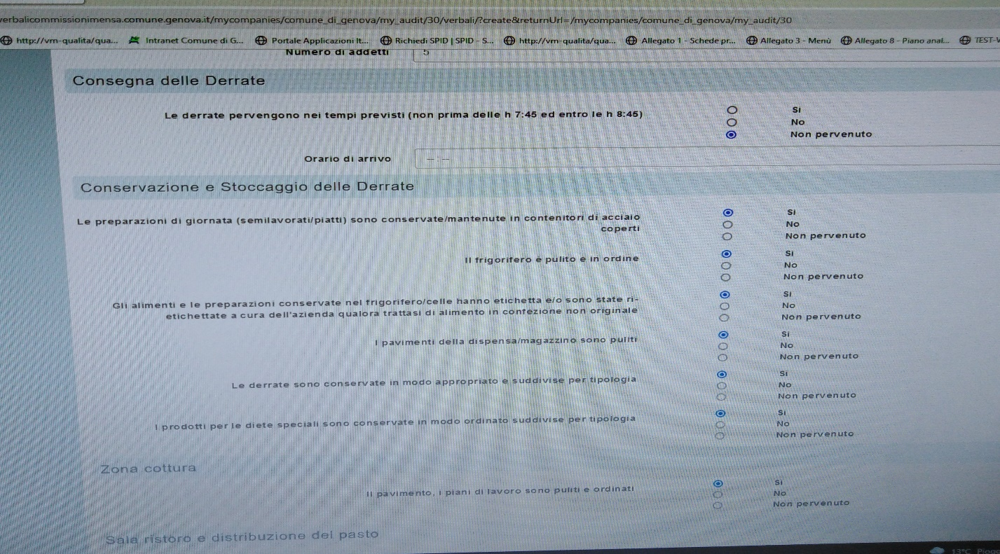 verbalicommissionimensa.comune.genova.it/mycompanies/comune_di_genova/my_audit/30/verbali/?create&returnUrl=/mycompanies/comune_di_genova/my_audit/30
http://vm-qualita/qua... Intranet Comune di G... Portale Applicazioni It... Richiedi SPID | SPID - S... http://vm-qualita/qua... Allegato 1 - Schede pr... Allegato 3 - Menù Allegato 8 - Piano anal... TEST-V
Numero di addetti 5
Consegna delle Derrate
Le derrate pervengono nei tempi previsti (non prima delle h 7:45 ed entro le h 8:45)
Si
No
Non pervenuto
Orario di arrivo --:--
Conservazione e Stoccaggio delle Derrate
Le preparazioni di giornata (semilavorati/piatti) sono conservate/mantenute in contenitori di acciaio
coperti
Si
No
Non pervenuto
Il frigorifero è pulito e in ordine
Si
No
Non pervenuto
Gli alimenti e le preparazioni conservate nel frigorifero/celle hanno etichetta e/o sono state ri-
etichettate a cura dell'azienda qualora trattasi di alimento in confezione non originale
Si
No
Non pervenuto
I pavimenti della dispensa/magazzino sono puliti
Si
No
Non pervenuto
Le derrate sono conservate in modo appropriato e suddivise per tipologia
Si
No
Non pervenuto
I prodotti per le diete speciali sono conservate in modo ordinato suddivise per tipologia
Si
No
Non pervenuto
Zona cottura
Il pavimento, i piani di lavoro sono puliti e ordinati
Si
No
Non pervenuto
Sala ristoro e distribuzione del pasto
13°C Piog